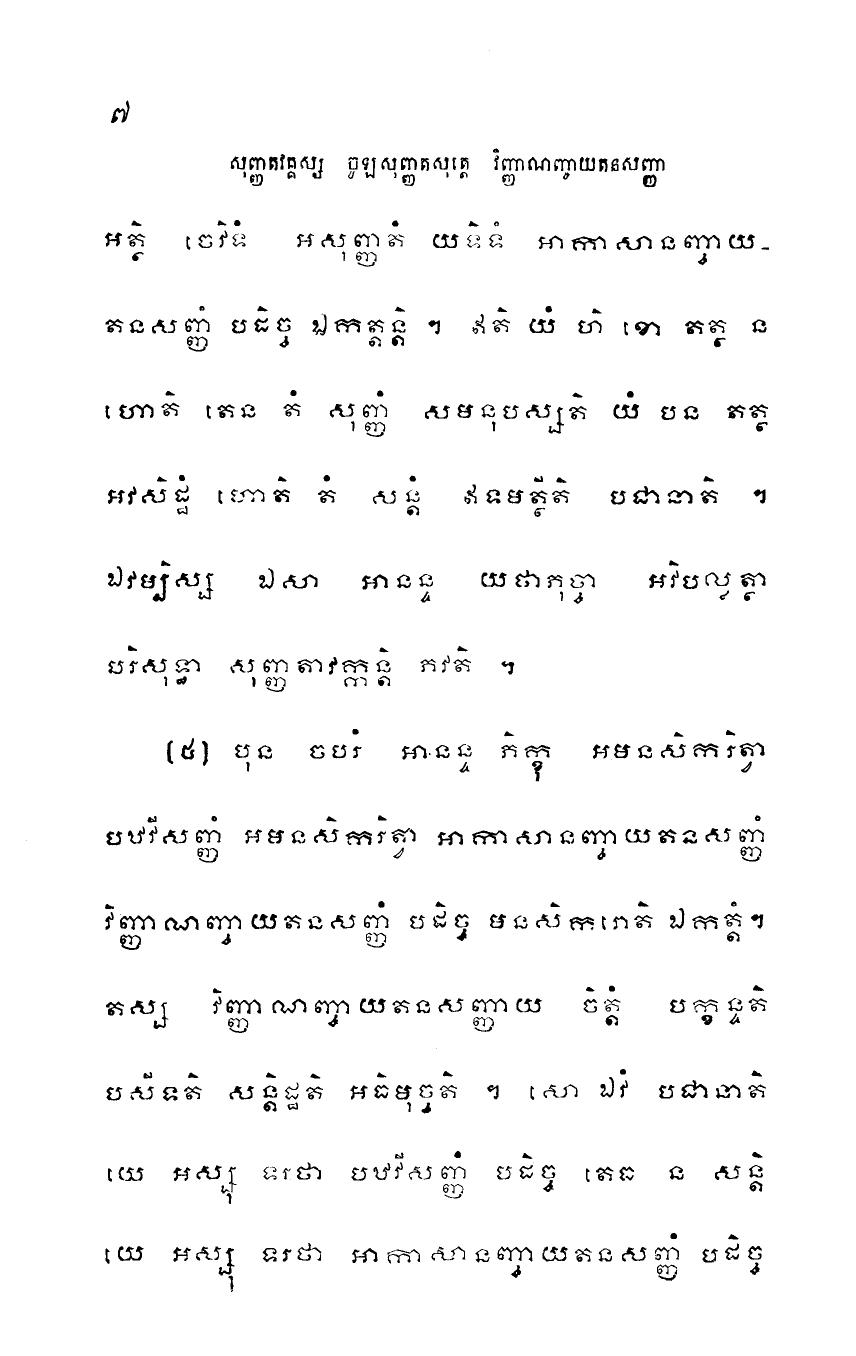 ៧
សុញ្ញតវគ្គស្ស ចូឡសុញ្ញតសុត្តេ វិញ្ញាណញ្ចាយតនសញ្ញា
អត្ថិ ចេវិទំ អសុញ្ញតំ យទិទំ អាកាសានញ្ចាយ-
តនសញ្ញំ បដិច្ច ឯកត្តន្តិ ។ ឥតិ យំ ហិ ខោ តត្ថ ន
ហោតិ តេន តំ សុញ្ញំ សមនុបស្សតិ យំ បន តត្ថ
អវសិដ្ឋំ ហោតិ តំ សន្តំ ឥទមត្ថីតិ បជានាតិ ។
ឯវម្បិស្ស ឯសា អានន្ទ យថាភុច្ចា អវិបល្លត្ថា
បរិសុទ្ធា សុញ្ញតាវក្កន្តិ ភវតិ ។
(៥) បុន ចបរំ អានន្ទ ភិក្ខុ អមនសិករិត្វា
បឋវីសញ្ញំ អមនសិករិត្វា អាកាសានញ្ចាយតនសញ្ញំ
វិញ្ញាណញ្ចាយតនសញ្ញំ បដិច្ច មនសិករោតិ ឯកត្តំ។
តស្ស វិញ្ញាណញ្ចាយតនសញ្ញាយ ចិត្តំ បក្ខន្ទតិ
បសីទតិ សន្តិដ្ឋតិ អធិមុច្ចតិ ។ សោ ឯវំ បជានាតិ
យេ អស្សុ ទរថា បឋវីសញ្ញំ បដិច្ច តេធ ន សន្តិ
យេ អស្សុ ទរថា អាកាសានញ្ចាយតនសញ្ញំ បដិច្ច